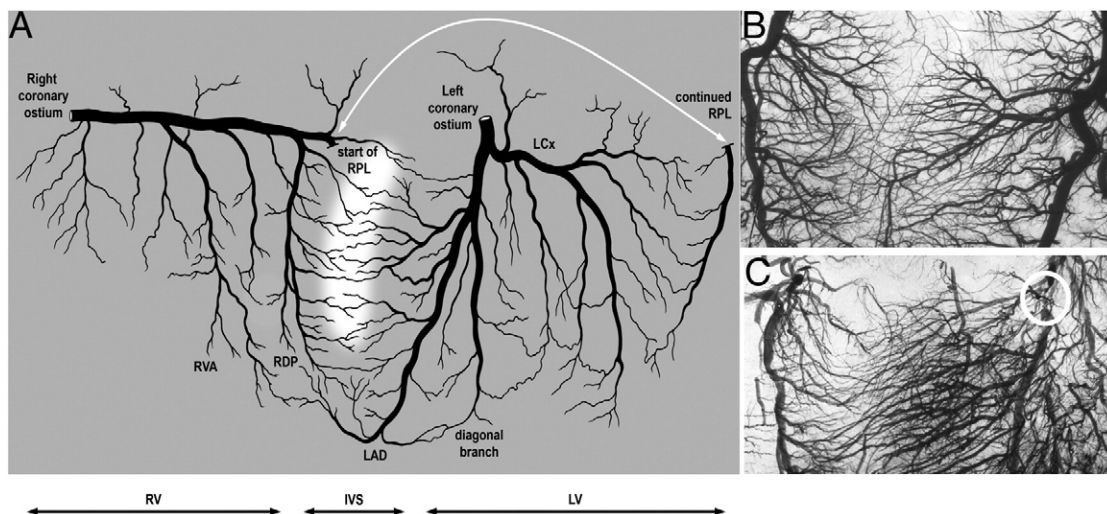 A
Right
coronary
ostium
start of
RPL
Left
coronary
ostium
LCx
continued
RPL
RVA
RDP
LAD
diagonal
branch
RV
IVS
LV
B
C